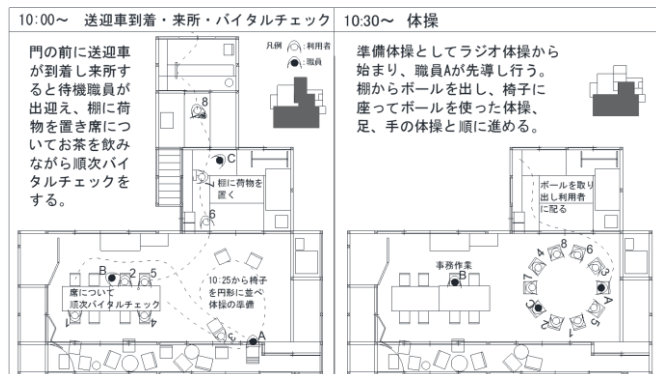 10:00～ 送迎車到着・来所・バイタルチェック
門の前に送迎車
が到着し来所す
ると待機職員が
出迎え、棚に荷
物を置き席につ
いてお茶を飲み
ながら順次バイ
タルチェックを
する。
凡例
:利用者
:職員
8
C
7
棚に荷物を
置く
6
B
2
5
席について
順次バイタルチェック
1
4
10:25から椅子
を円形に並べ
体操の準備
3
A
10:30～ 体操
準備体操としてラジオ体操から
始まり、職員Aが先導し行う。
棚からボールを出し、椅子に
座ってボールを使った体操、
足、手の体操と順に進める。
ボールを取り
出し利用者
に配る
事務作業
B
8
6
4
3
7
A
C
5
2
1